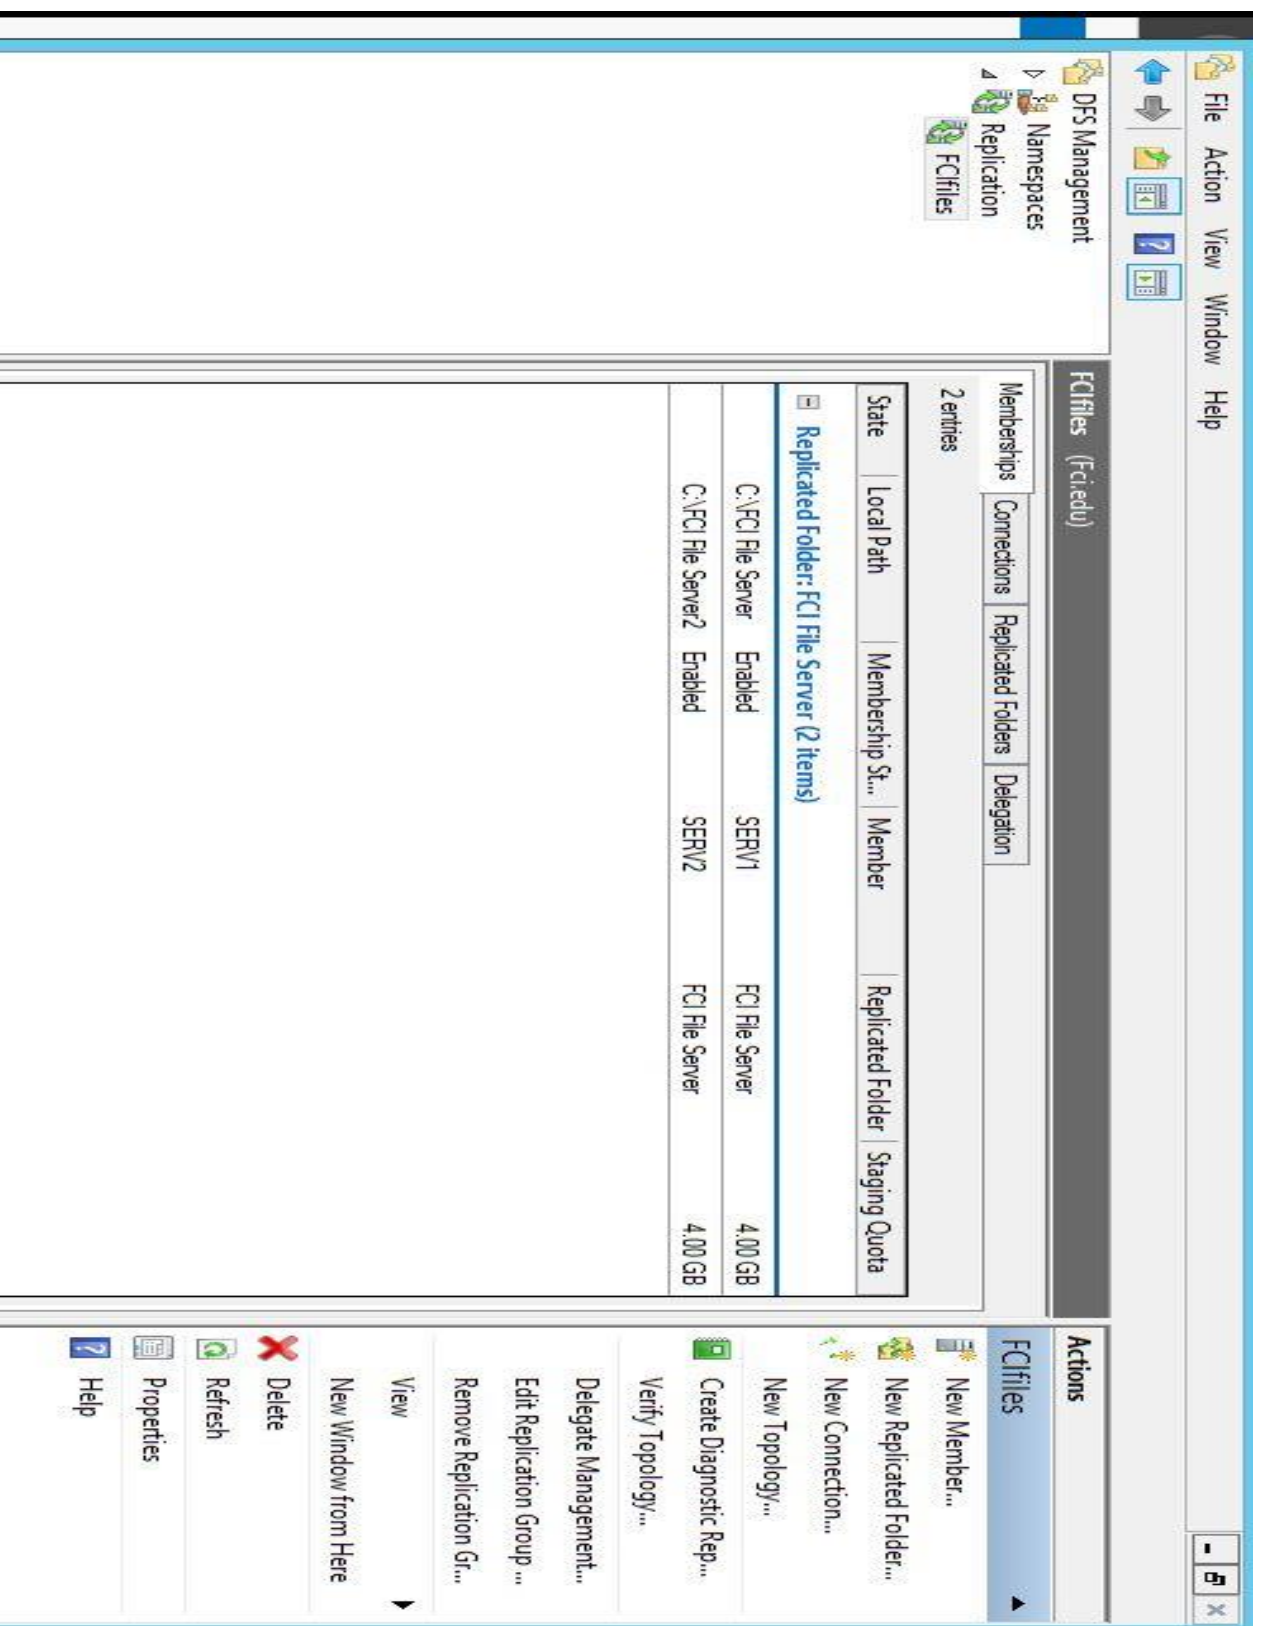 File Action View Window Help
DFS Management
Namespaces
Replication
FCIfiles
FCIfiles (Fci.edu)
Memberships Connections Replicated Folders Delegation
2 entries
State Local Path Membership St... Member Replicated Folder Staging Quota
Replicated Folder: FCI File Server (2 items)
C:\FCI File Server Enabled SERV1 FCI File Server 4.00 GB
C:\FCI File Server2 Enabled SERV2 FCI File Server 4.00 GB
Actions
FCIfiles
New Member...
New Replicated Folder...
New Connection...
New Topology...
Create Diagnostic Rep...
Verify Topology...
Delegate Management...
Edit Replication Group ...
Remove Replication Gr...
View
New Window from Here
Delete
Refresh
Properties
Help